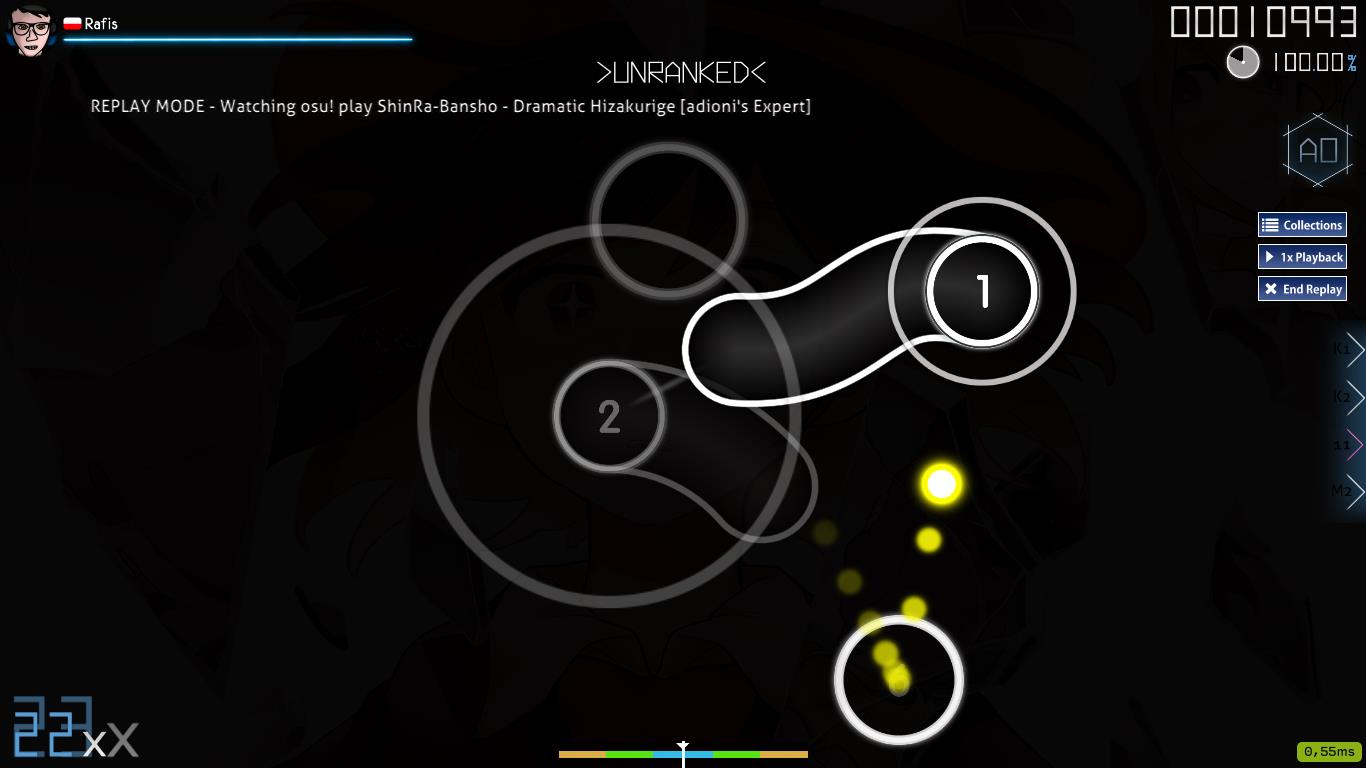 Rafis
00010993
100.00%
>UNRANKED<
REPLAY MODE - Watching osu! play ShinRa-Bansho - Dramatic Hizakurige [adioni's Expert]
Collections
1x Playback
End Replay
1
2
K1
K2
11
M2
22x
0,55ms